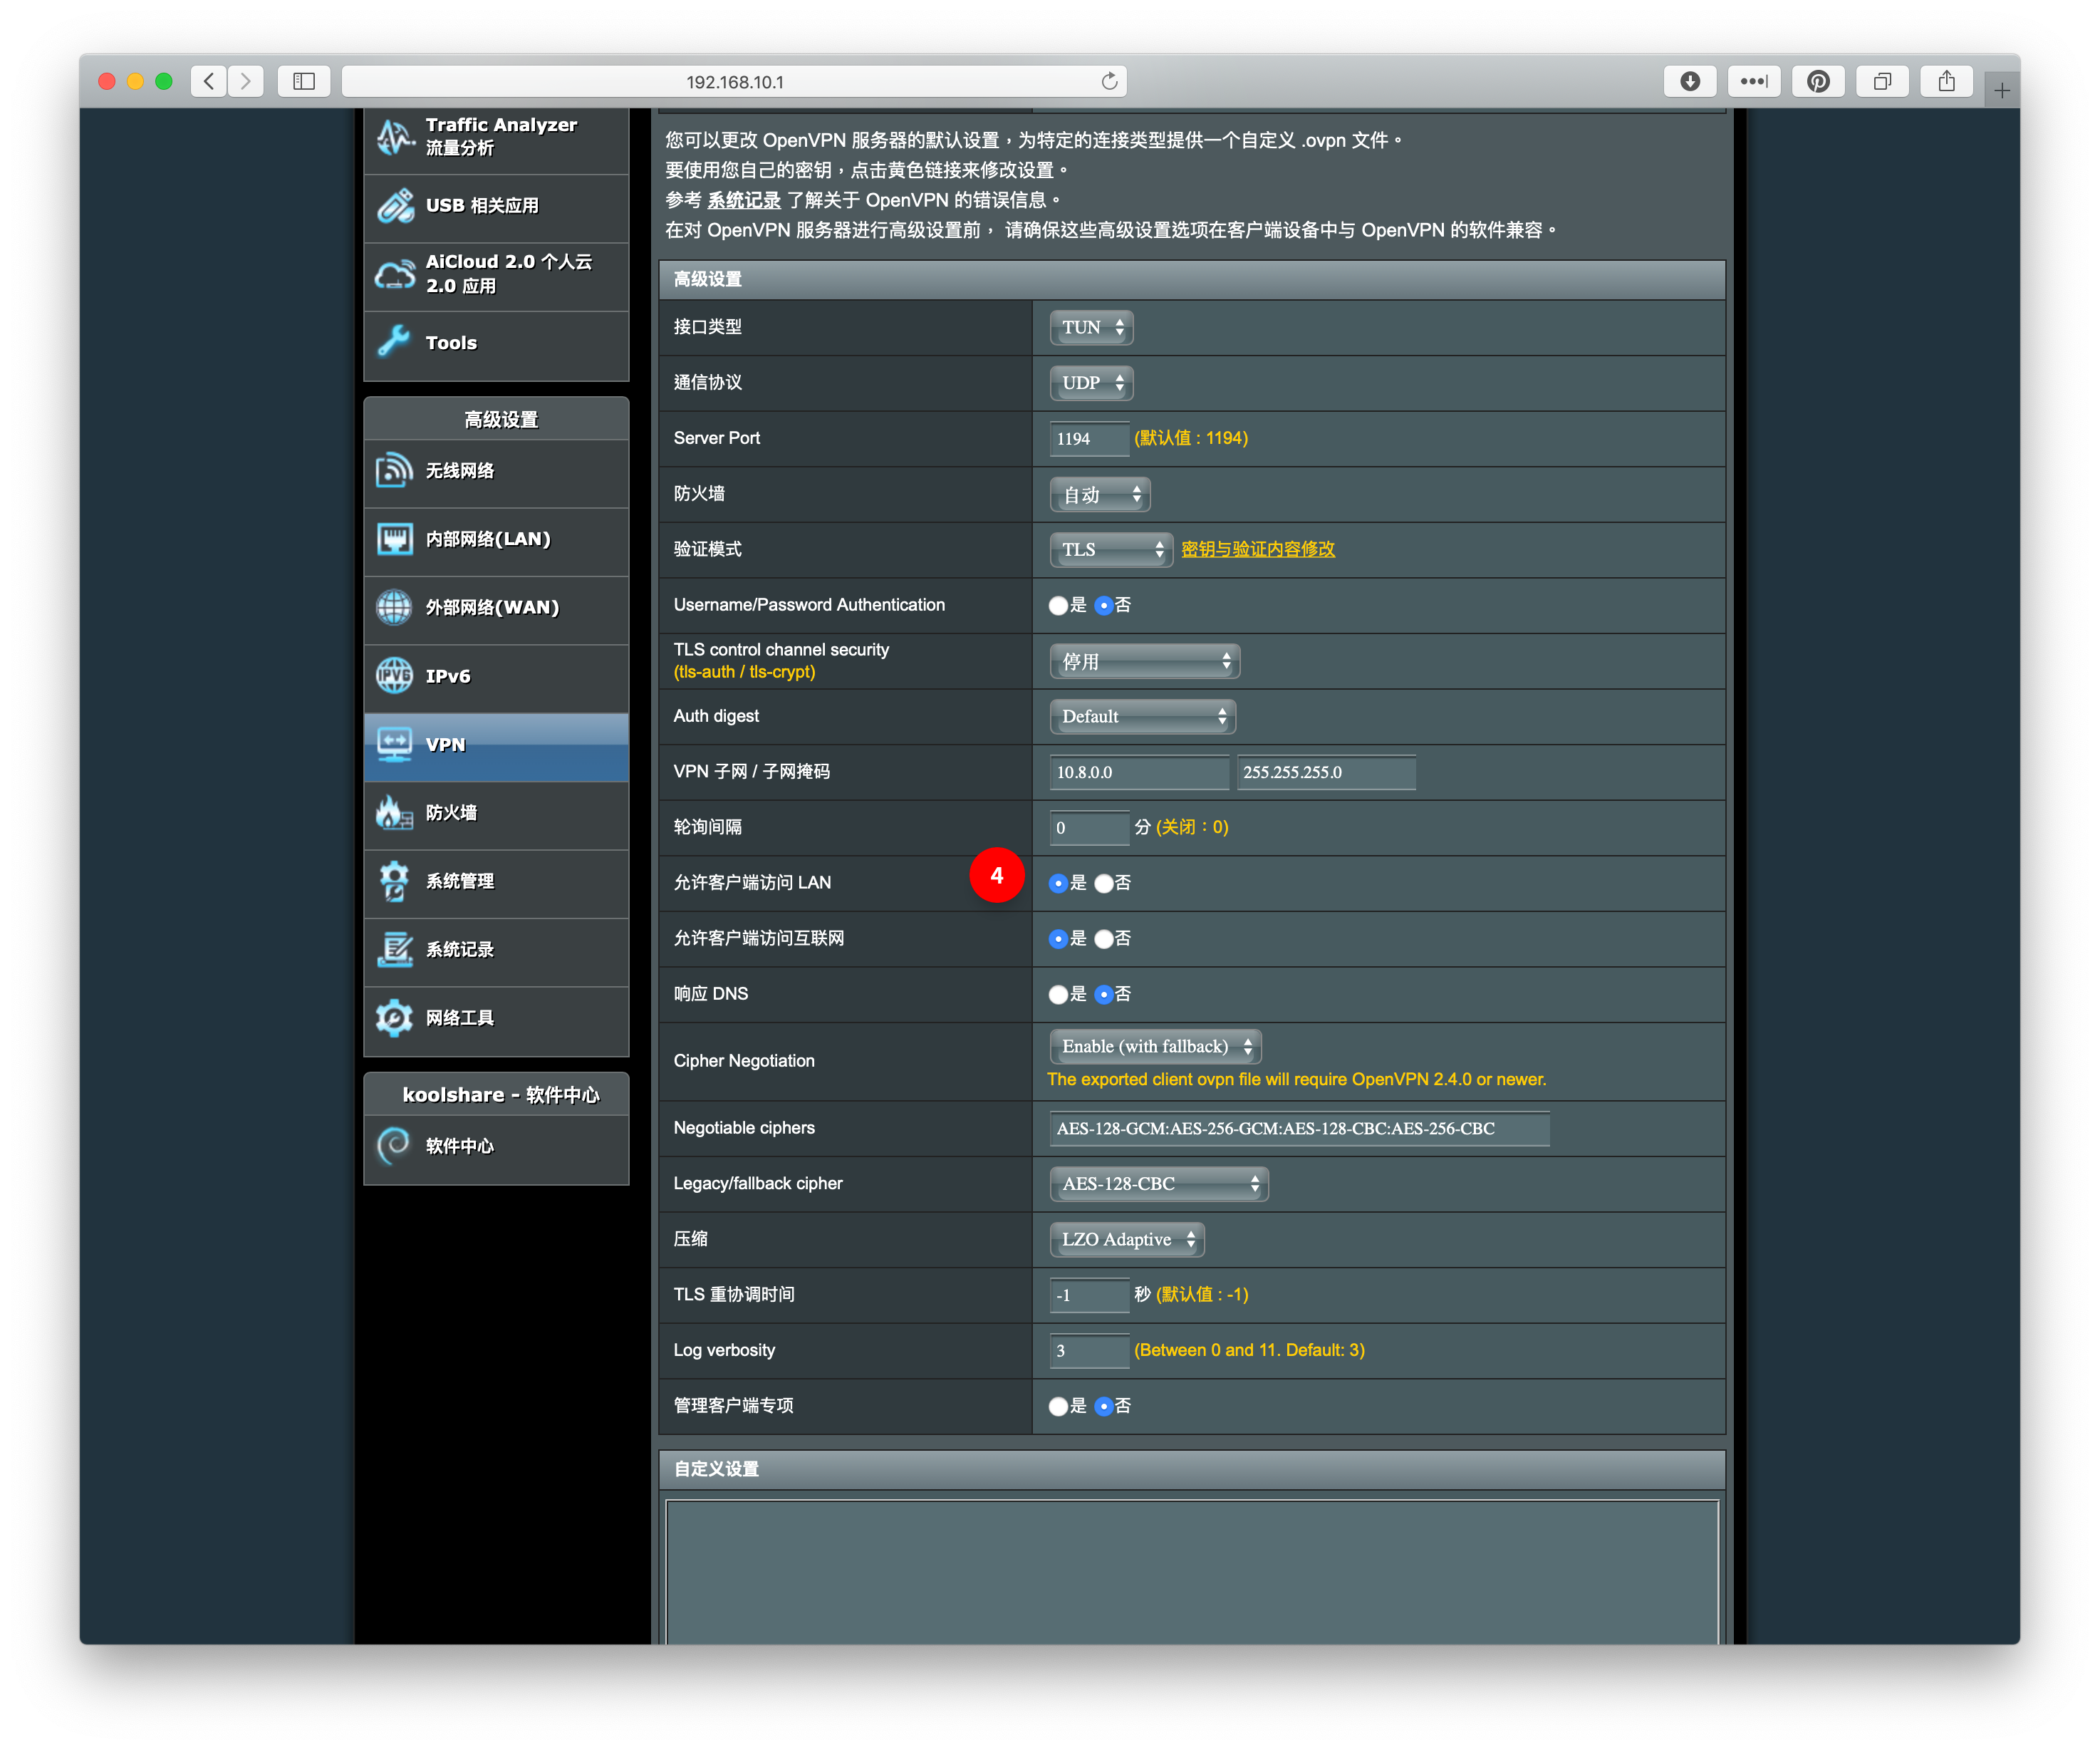 192.168.10.1
Traffic Analyzer
流量分析
USB 相关应用
AiCloud 2.0 个人云
2.0 应用
Tools
高级设置
无线网络
内部网络(LAN)
外部网络(WAN)
IPv6
VPN
防火墙
系统管理
系统记录
网络工具
koolshare - 软件中心
软件中心
您可以更改 OpenVPN 服务器的默认设置，为特定的连接类型提供一个自定义 .ovpn 文件。
要使用您自己的密钥，点击黄色链接来修改设置。
参考 系统记录 了解关于 OpenVPN 的错误信息。
在对 OpenVPN 服务器进行高级设置前， 请确保这些高级设置选项在客户端设备中与 OpenVPN 的软件兼容。
高级设置
接口类型 TUN
通信协议 UDP
Server Port 1194 (默认值 : 1194)
防火墙 自动
验证模式 TLS 密钥与验证内容修改
Username/Password Authentication 是 否
TLS control channel security
(tls-auth / tls-crypt) 停用
Auth digest Default
VPN 子网 / 子网掩码 10.8.0.0 255.255.255.0
轮询间隔 0 分 (关闭：0)
允许客户端访问 LAN 4 是 否
允许客户端访问互联网 是 否
响应 DNS 是 否
Cipher Negotiation Enable (with fallback)
The exported client ovpn file will require OpenVPN 2.4.0 or newer.
Negotiable ciphers AES-128-GCM:AES-256-GCM:AES-128-CBC:AES-256-CBC
Legacy/fallback cipher AES-128-CBC
压缩 LZO Adaptive
TLS 重协调时间 -1 秒 (默认值 : -1)
Log verbosity 3 (Between 0 and 11. Default: 3)
管理客户端专项 是 否
自定义设置